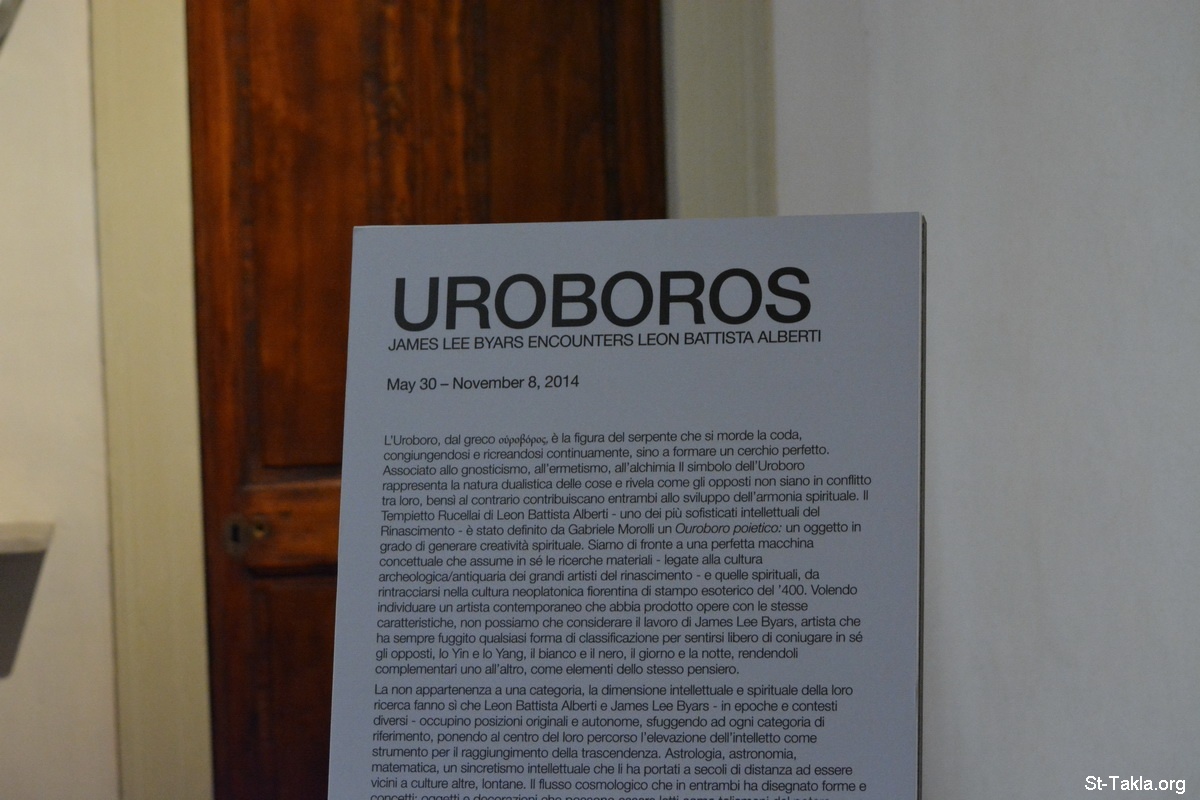 UROBOROS
JAMES LEE BYARS ENCOUNTERS LEON BATTISTA ALBERTI
May 30 – November 8, 2014
L'Uroboro, dal greco οὐροβόρος, è la figura del serpente che si morde la coda,
congiungendosi e ricreandosi continuamente, sino a formare un cerchio perfetto.
Associato allo gnosticismo, all'ermetismo, all'alchimia Il simbolo dell'Uroboro
rappresenta la natura dualistica delle cose e rivela come gli opposti non siano in conflitto
tra loro, bensì al contrario contribuiscano entrambi allo sviluppo dell'armonia spirituale. Il
Tempietto Rucellai di Leon Battista Alberti - uno dei più sofisticati intellettuali del
Rinascimento - è stato definito da Gabriele Morolli un Ouroboro poietico: un oggetto in
grado di generare creatività spirituale. Siamo di fronte a una perfetta macchina
concettuale che assume in sé le ricerche materiali - legate alla cultura
archeologica/antiquaria dei grandi artisti del rinascimento - e quelle spirituali, da
rintracciarsi nella cultura neoplatonica fiorentina di stampo esoterico del '400. Volendo
individuare un artista contemporaneo che abbia prodotto opere con le stesse
caratteristiche, non possiamo che considerare il lavoro di James Lee Byars, artista che
ha sempre fuggito qualsiasi forma di classificazione per sentirsi libero di coniugare in sé
gli opposti, lo Yin e lo Yang, il bianco e il nero, il giorno e la notte, rendendoli
complementari uno all'altro, come elementi dello stesso pensiero.
La non appartenenza a una categoria, la dimensione intellettuale e spirituale della loro
ricerca fanno sì che Leon Battista Alberti e James Lee Byars - in epoche e contesti
diversi - occupino posizioni originali e autonome, sfuggendo ad ogni categoria di
riferimento, ponendo al centro del loro percorso l'elevazione dell'intelletto come
strumento per il raggiungimento della trascendenza. Astrologia, astronomia,
matematica, un sincretismo intellettuale che li ha portati a secoli di distanza ad essere
vicini a culture altre, lontane. Il flusso cosmologico che in entrambi ha disegnato forme e
concetti: oggetti e decorazioni che possono essere letti come talismani del potere
St-Takla.org